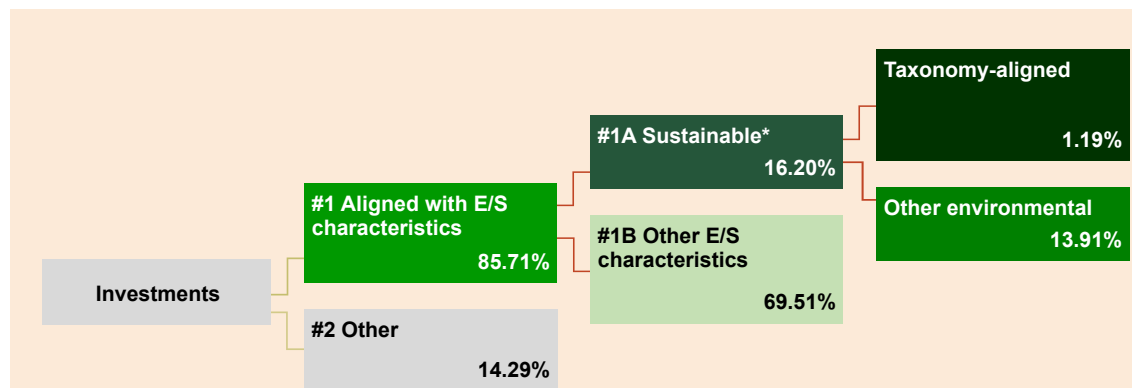 Taxonomy-aligned
1.19%
#1A Sustainable*
16.20%
Other environmental
13.91%
#1 Aligned with E/S
characteristics
85.71%
#1B Other E/S
characteristics
69.51%
Investments
#2 Other
14.29%